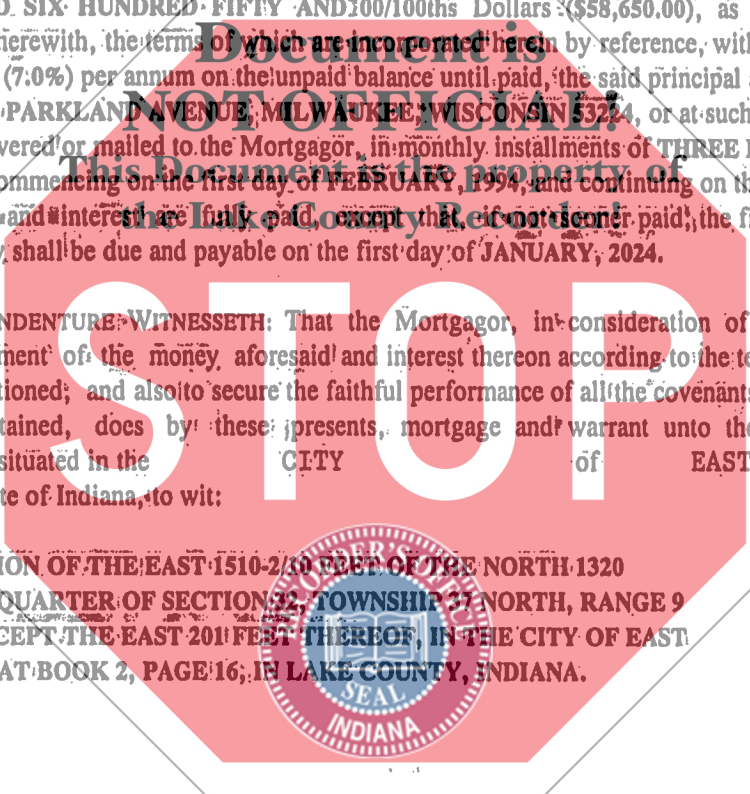 SIX HUNDRED FIFTY AND 00/100ths Dollars ($58,650.00), as
herewith, the terms of which are incorporated herein by reference, with
Document is
(7.0%) per annum on the unpaid balance until paid, the said principal
PARKLAND AVENUE, MILWAUKEE, WISCONSIN 53224, or at such
NOT OFFICIAL!
vered or mailed to the Mortgagor, in monthly installments of THREE
This Document is the property of
ommencing on the first day of FEBRUARY, 1994, and continuing on th
and interest are fully paid, except that, if not sooner paid, the fi
the Lake County Recorder!
shall be due and payable on the first day of JANUARY, 2024.
STOP
NDENTURE WITNESSETH: That the Mortgagor, in consideration of
ment of the money aforesaid and interest thereon according to the te
tioned; and also to secure the faithful performance of all the covenants
tained, does by these presents, mortgage and warrant unto the
situated in the CITY of EAST
te of Indiana, to wit:
ION OF THE EAST 1510-2/10 FEET OF THE NORTH 1320
QUARTER OF SECTION TOWNSHIP 37 NORTH, RANGE 9
CEPT THE EAST 201 FEET THEREOF, IN THE CITY OF EAST
AT BOOK 2, PAGE 16, IN LAKE COUNTY, INDIANA.
RECORDER'S OFFICE
SEAL
INDIANA